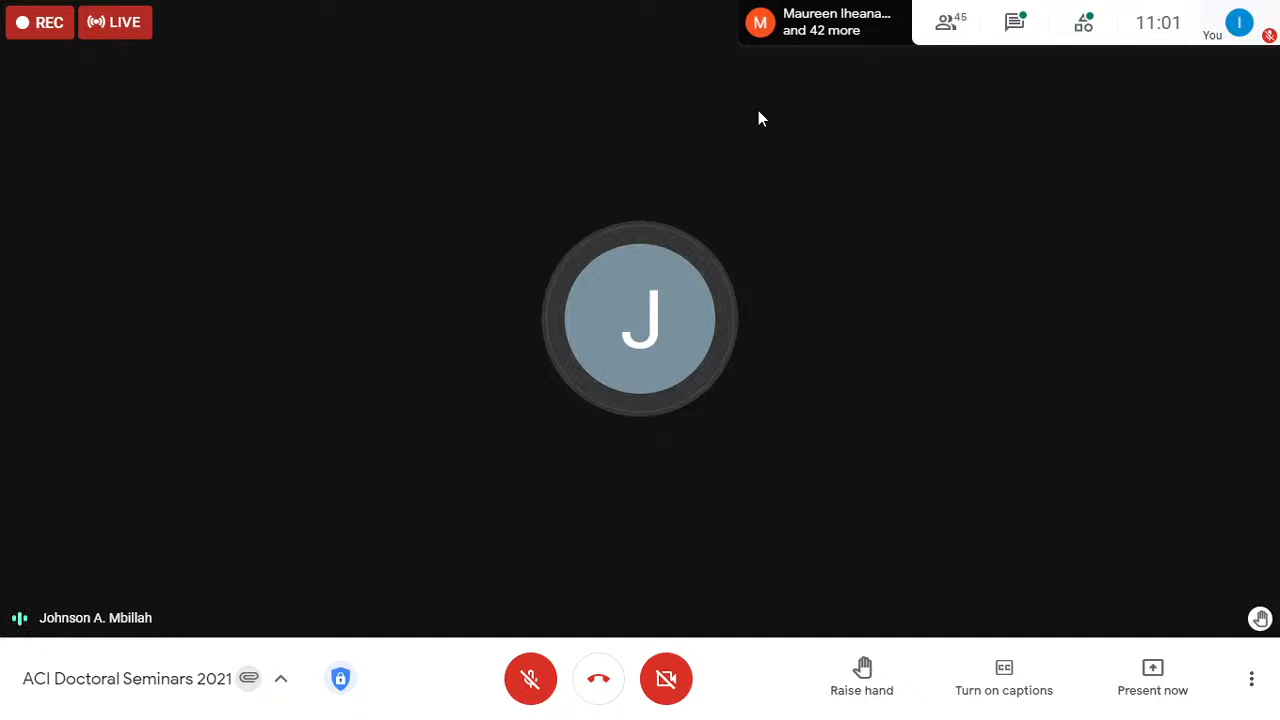 REC
LIVE
M
Maureen Iheana...
and 42 more
45
11:01
You
I
J
Johnson A. Mbillah
ACI Doctoral Seminars 2021
Raise hand
CC
Turn on captions
Present now